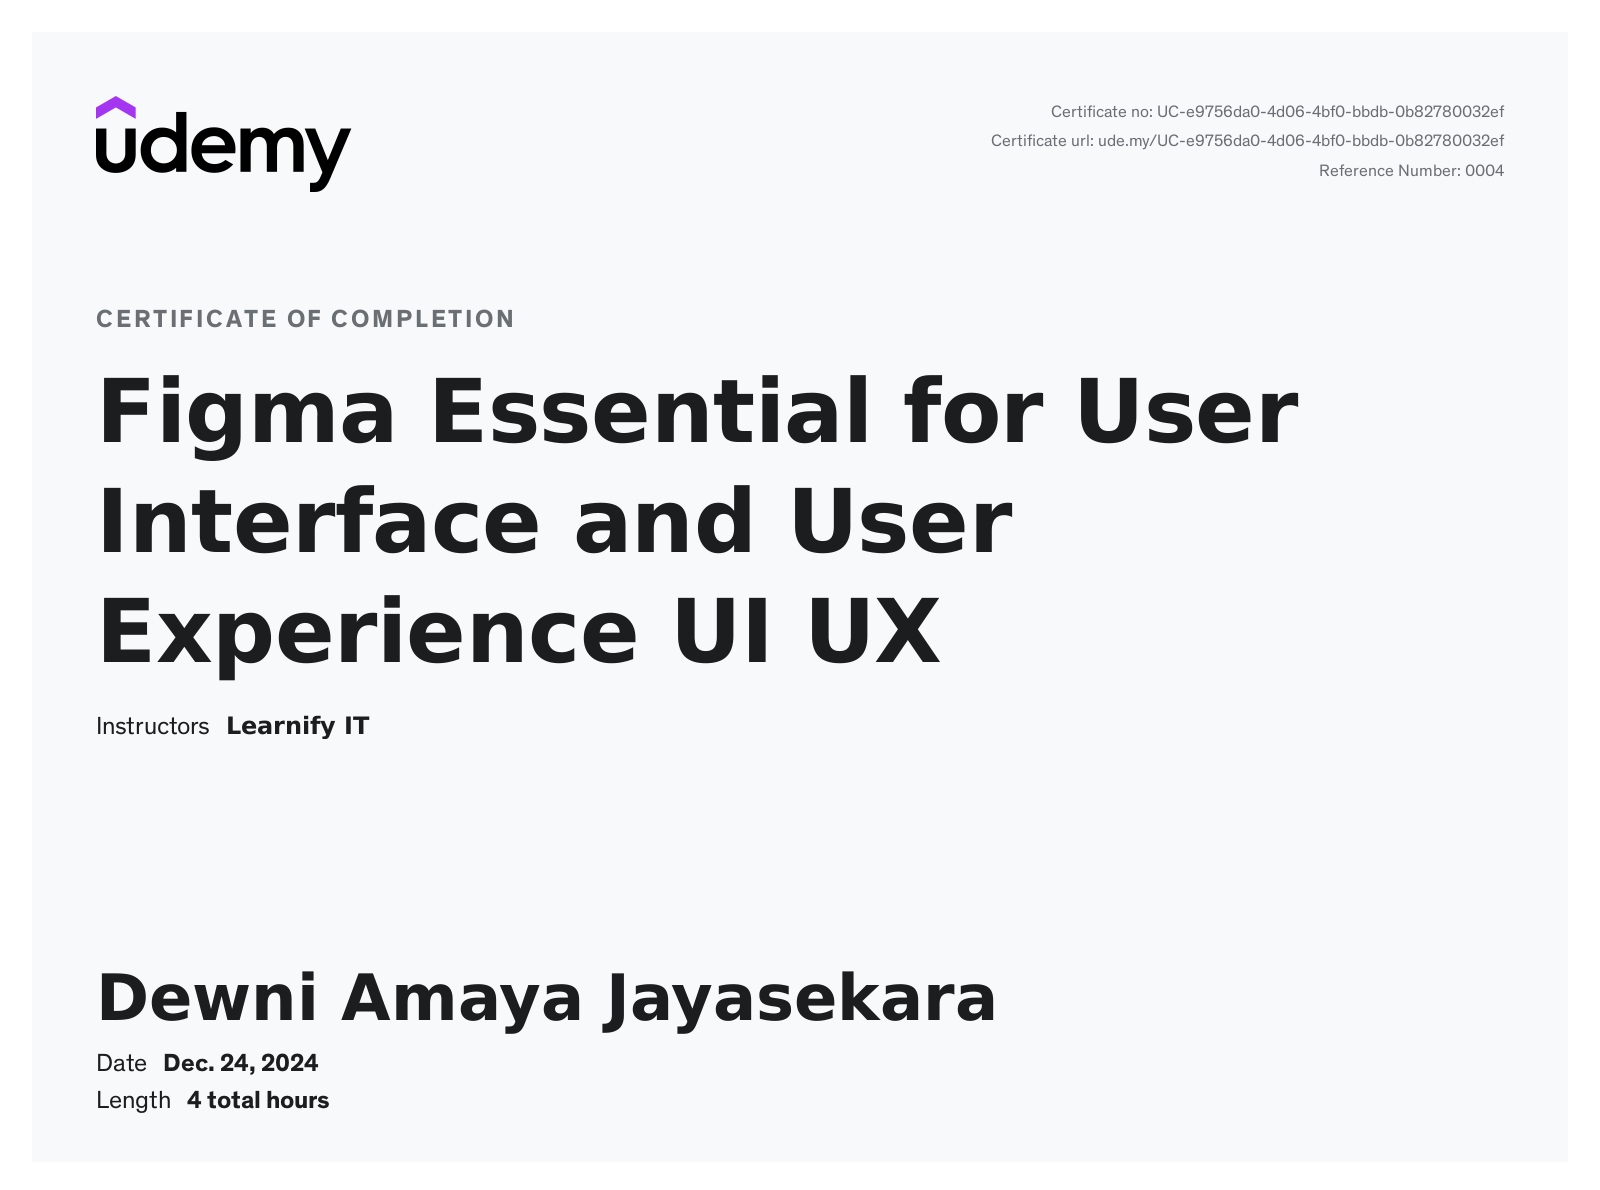 udemy
Certificate no: UC-e9756da0-4d06-4bf0-bbdb-0b82780032ef
Certificate url: ude.my/UC-e9756da0-4d06-4bf0-bbdb-0b82780032ef
Reference Number: 0004
CERTIFICATE OF COMPLETION
Figma Essential for User
Interface and User
Experience UI UX
Instructors Learnify IT
Dewni Amaya Jayasekara
Date Dec. 24, 2024
Length 4 total hours